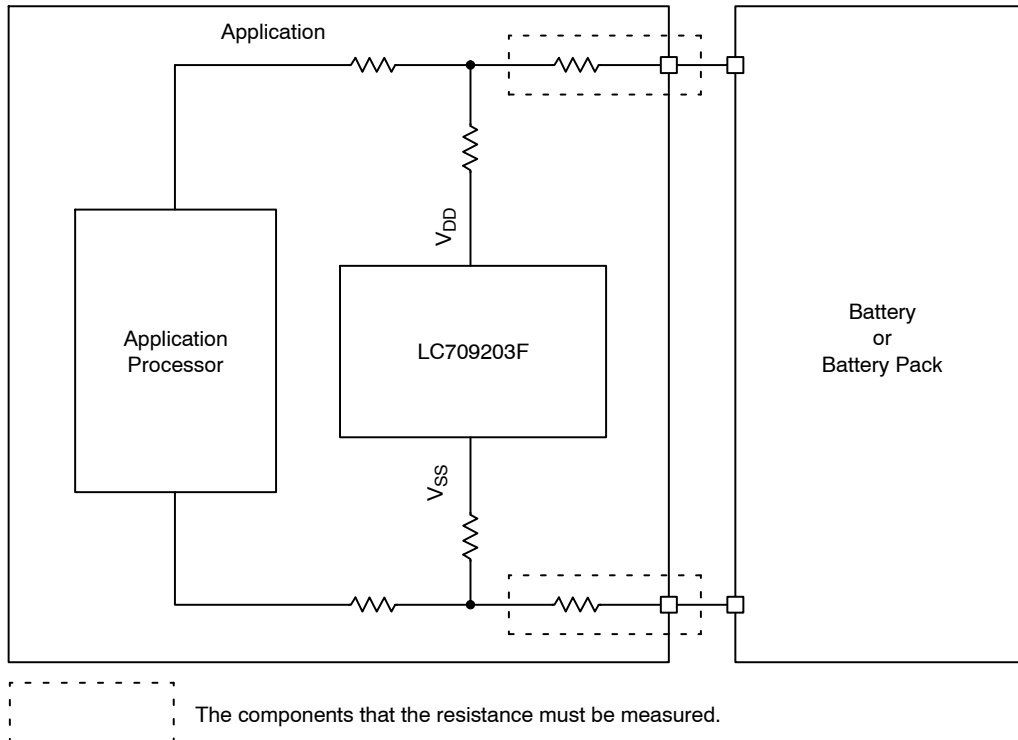 Application
VDD
Application
Processor
LC709203F
VSS
Battery
or
Battery Pack
The components that the resistance must be measured.